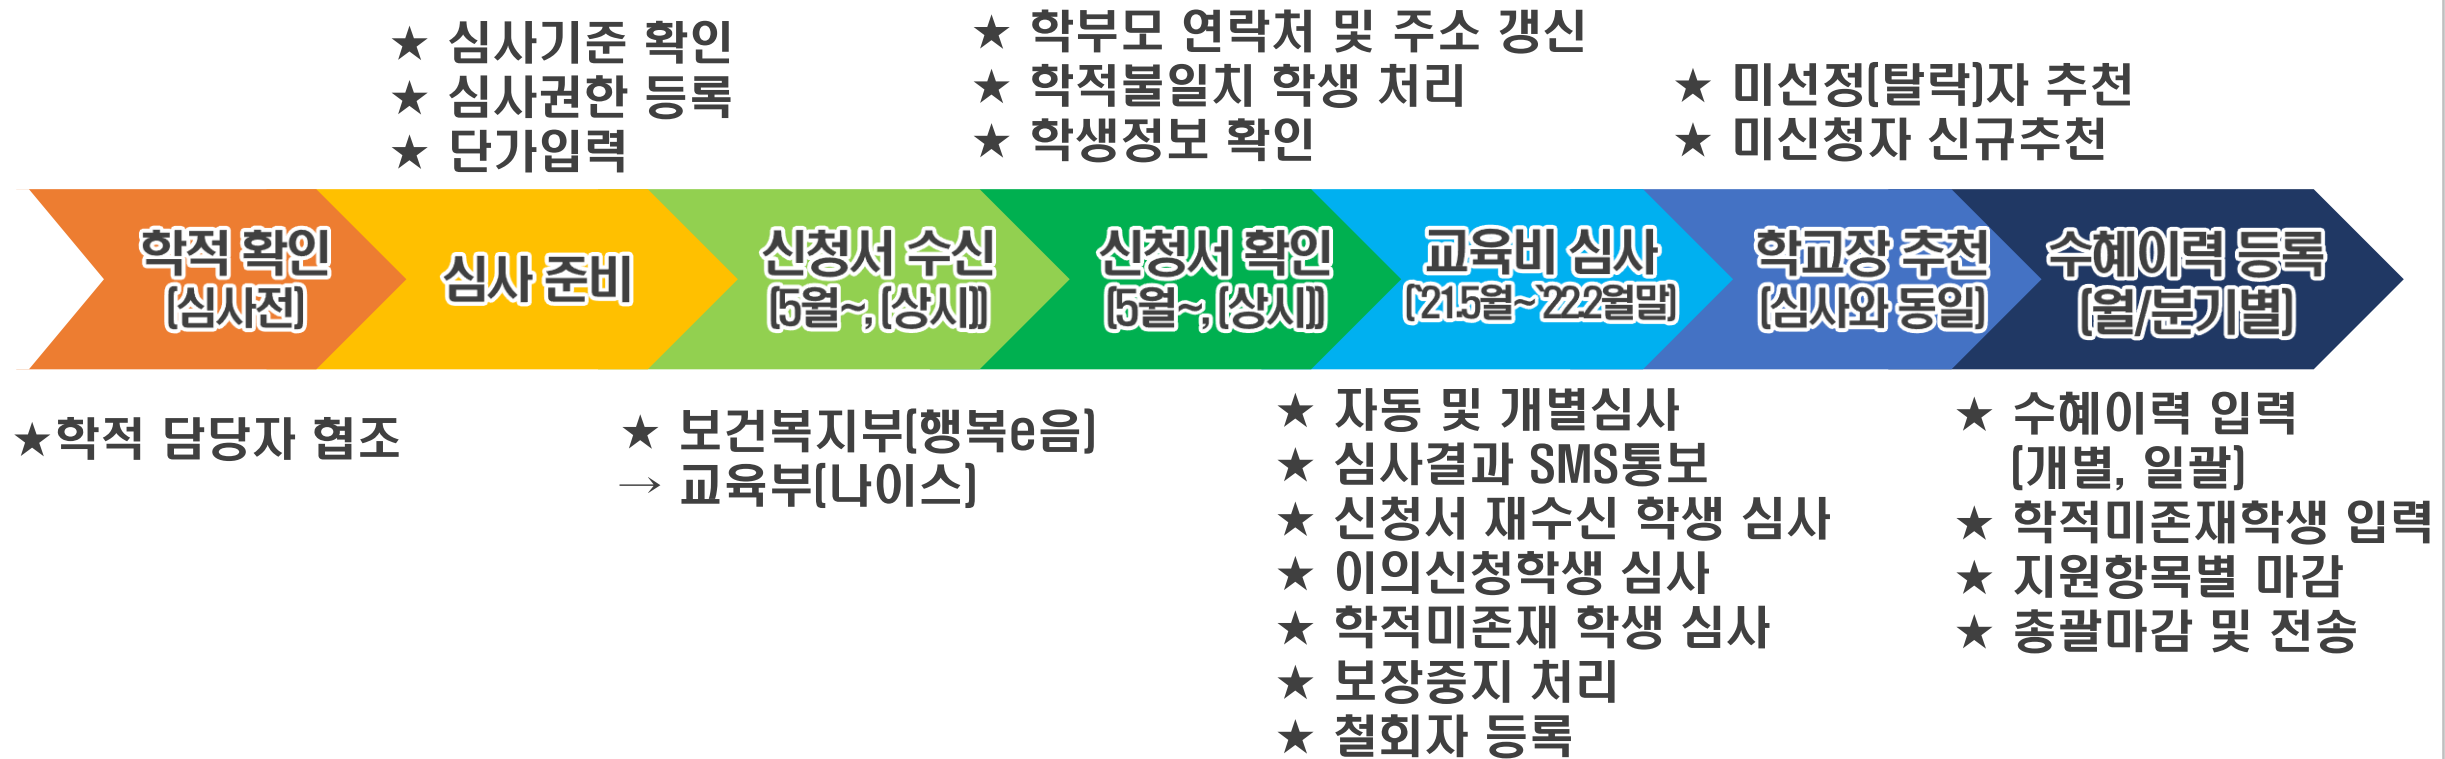 ★ 심사기준 확인
★ 심사권한 등록
★ 단가입력
★ 학부모 연락처 및 주소 갱신
★ 학적불일치 학생 처리
★ 학생정보 확인
★ 미선정(탈락)자 추천
★ 미신청자 신규추천
학적 확인
(심사전)
심사 준비
신청서 수신
(5월~, (상시))
신청서 확인
(5월~, (상시))
교육비 심사
(`21.5월~`22.2월말)
학교장 추천
(심사와 동일)
수혜이력 등록
(월/분기별)
★학적 담당자 협조
★ 보건복지부(행복e음)
→ 교육부(나이스)
★ 자동 및 개별심사
★ 심사결과 SMS통보
★ 신청서 재수신 학생 심사
★ 이의신청학생 심사
★ 학적미존재 학생 심사
★ 보장중지 처리
★ 철회자 등록
★ 수혜이력 입력
(개별, 일괄)
★ 학적미존재학생 입력
★ 지원항목별 마감
★ 총괄마감 및 전송